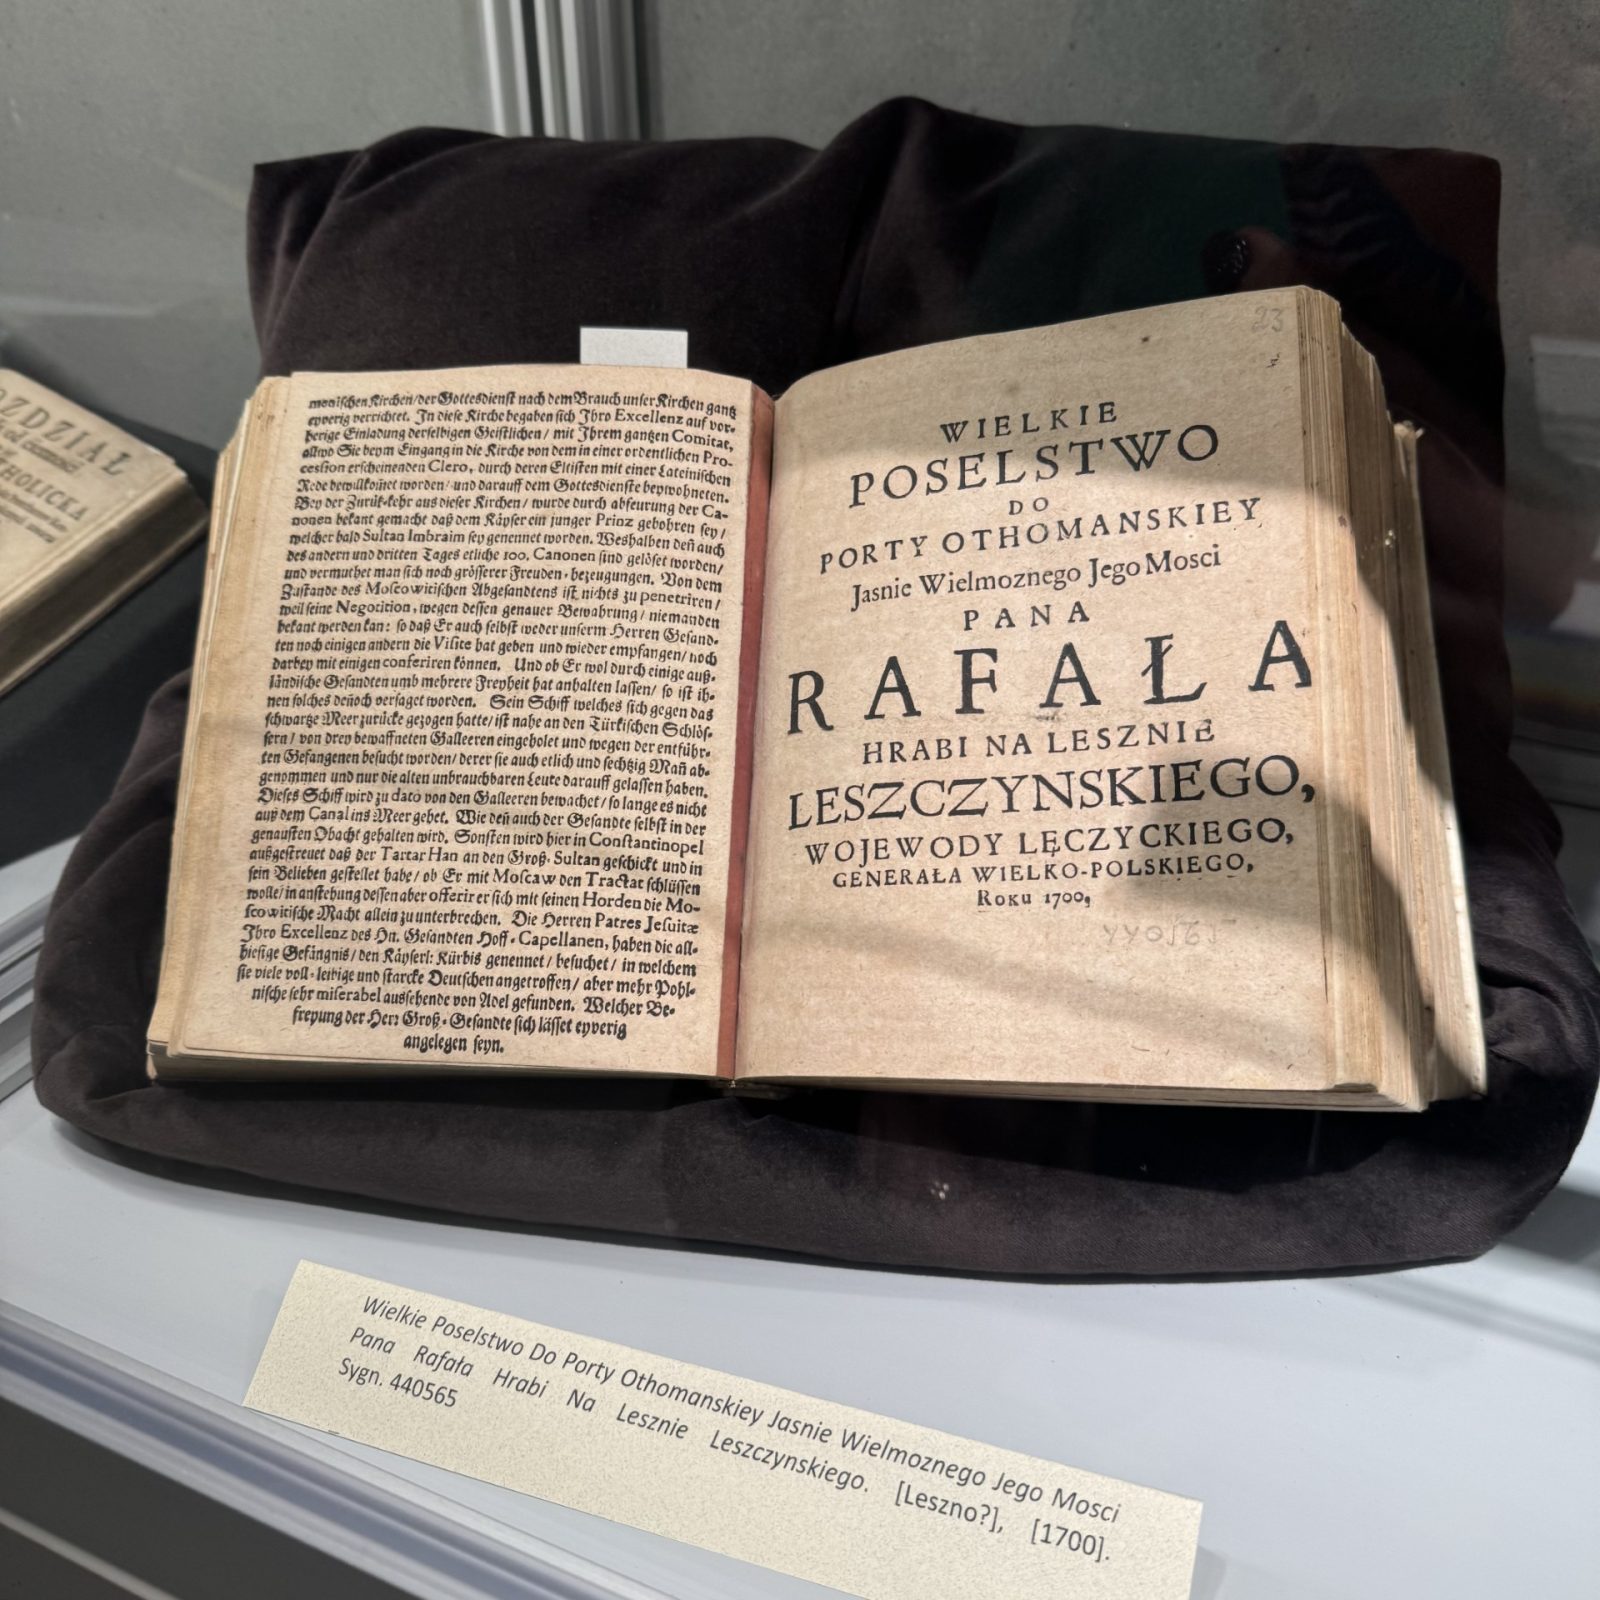 OZDZIAŁ
HOLICKA
monischen Kirchen/der Gottesdienst nach dem Brauch unser Kirchen gantz
eyverig verrichtet. In diese Kirche begaben sich Ihro Excellenz auf vor-
herige Einladung derselbigen Geistlichen/ mit Ihrem gantzen Comitat,
allwo Sie beym Eingang in die Kirche von dem in einer ordentlichen Pro-
cession erscheinenden Clero, durch deren Eltisten mit einer Lateinischen
Rede bewillkom̃et worden/ und darauff dem Gottesdienste beywohneten.
Bey der Zurük-kehr aus dieser Kirchen/ wurde durch abfeurung der Ca-
nonen bekant gemacht daß dem Käyser ein junger Prinz gebohren sey/
welcher bald Sultan Imbraim sey genennet worden. Weshalben den̄ auch
des andern und dritten Tages etliche 100. Canonen sind gelöset worden/
und vermuthet man sich noch grösserer Freuden-bezeugungen. Von dem
Zustande des Moscowitischen Abgesandtens ist nichts zu penetriren/
weil seine Negotition, wegen dessen genauer Bewahrung/ niemanden
bekant werden kan: so daß Er auch selbst weder unserm Herren Gesand-
ten noch einigen andern die Visite hat geben und wieder empfangen/ noch
darbey mit einigen conferiren können. Und ob Er wol durch einige auß-
ländische Gesandten umb mehrere Freyheit hat anhalten lassen/ so ist ih-
nen solches den̄och versaget worden. Sein Schiff welches sich gegen das
schwartze Meer zurücke gezogen hatte/ ist nahe an den Türkischen Schlös-
sern/ von drey bewaffneten Galleeren eingeholet und wegen der entführ-
ten Gefangenen besucht worden/ derer sie auch etlich und sechtzig Man̄ ab-
genommen und nur die alten unbrauchbaren Leute darauff gelassen haben.
Dieses Schiff wird zu dato von den Galleeren bewachet/ so lange es nicht
auß dem Canal ins Meer gehet. Wie den̄ auch der Gesandte selbst in der
genausten Obacht gehalten wird. Sonsten wird hier in Constantinopel
außgestreuet daß der Tartar Han an den Groß-Sultan geschickt und in
sein Belieben gestellet habe/ ob Er mit Moscaw den Tractat schlüssen
wolle/ in anstehung dessen aber offerir er sich mit seinen Horden die Mo-
scowitische Macht allein zu unterbrechen. Die Herren Patres Jesuitæ
Ihro Excellenz des Hn. Gesandten Hoff-Capellanen, haben die all-
hiesige Gefängnis/ den Käyserl: Kürbis genennet/ besuchet/ in welchem
sie viele voll-leibige und starcke Deutschen angetroffen/ aber mehr Pohl-
nische sehr miserabel aussehende von Adel gefunden. Welcher Be-
freyung der Herr Groß-Gesandte sich lässet eyverig
angelegen seyn.
23
WIELKIE
POSELSTWO
DO
PORTY OTHOMANSKIEY
Jasnie Wielmoznego Jego Mosci
PANA
RAFAŁA
HRABI NA LESZNIE
LESZCZYNSKIEGO,
WOJEWODY LĘCZYCKIEGO,
GENERAŁA WIELKO-POLSKIEGO,
Roku 1700,
Wielkie Poselstwo Do Porty Othomanskiey Jasnie Wielmoznego Jego Mosci
Pana Rafała Hrabi Na Lesznie Leszczynskiego. [Leszno?], [1700].
Sygn. 440565